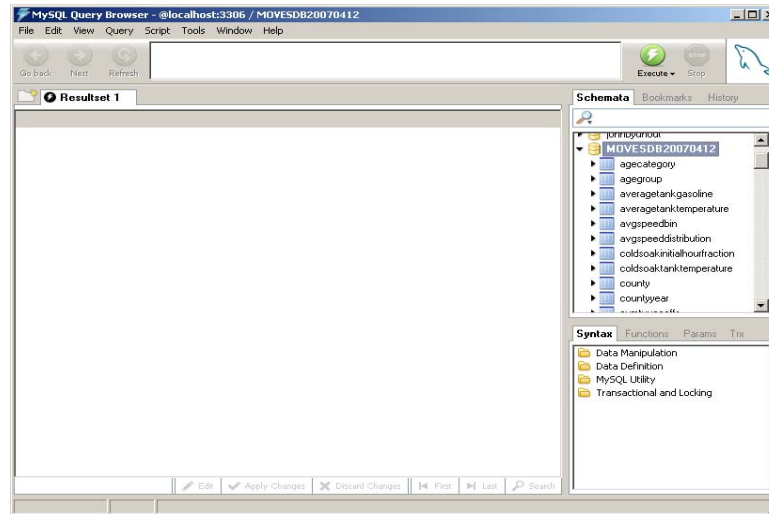 MySQL Query Browser - @localhost:3306 / MOVESDB20070412
File Edit View Query Script Tools Window Help
Go back Next Refresh Execute Stop
Resultset 1
Schemata Bookmarks History
MOVESDB20070412
agecategory
agegroup
averagetankgasoline
averagetanktemperature
avgspeedbin
avgspeeddistribution
coldsoakinitialhourfraction
coldsoaktanktemperature
county
countyyear
Syntax Functions Params Trx
Data Manipulation
Data Definition
MySQL Utility
Transactional and Locking
Edit Apply Changes Discard Changes First Last Search